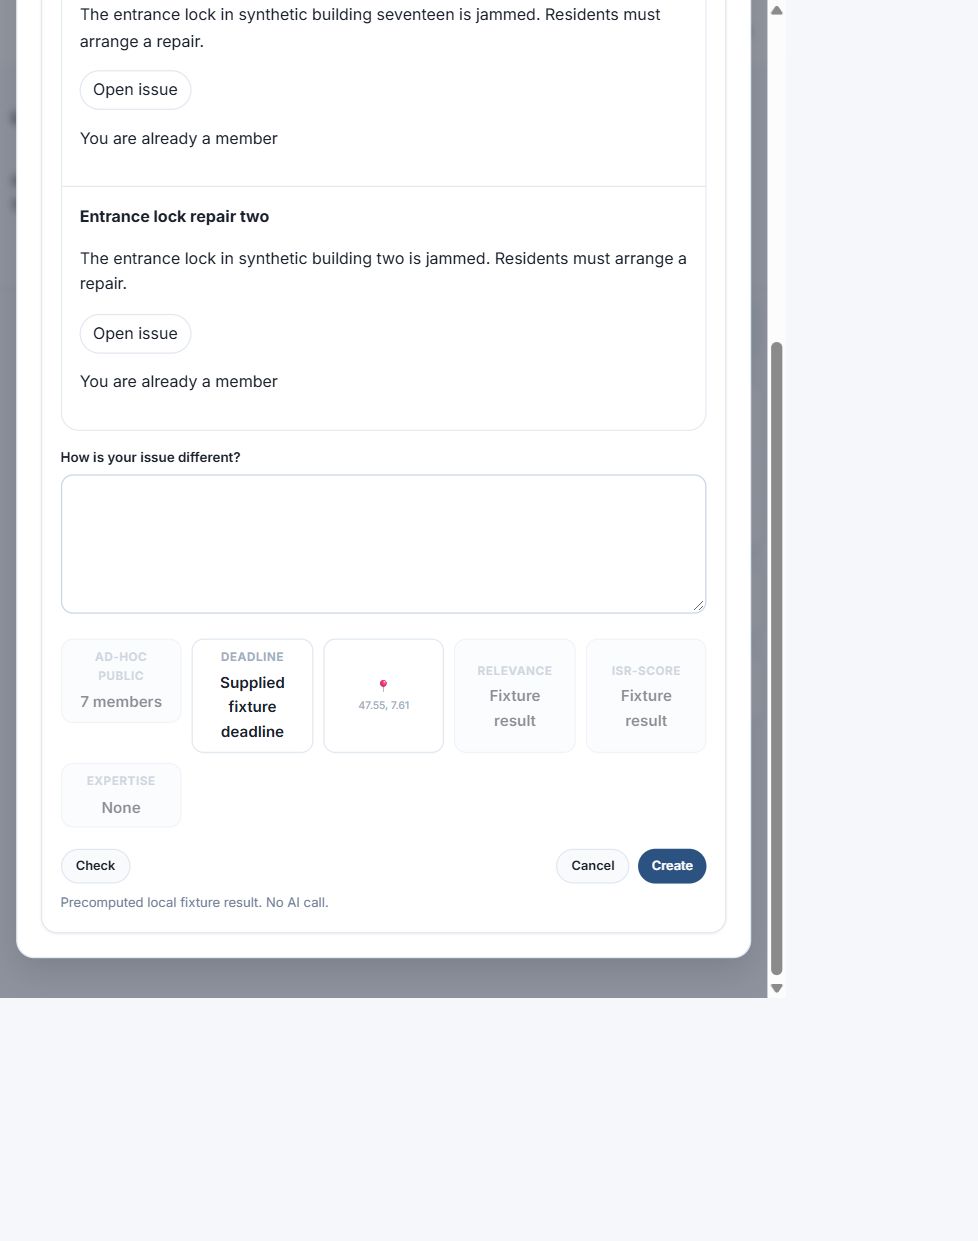 The entrance lock in synthetic building seventeen is jammed. Residents must
arrange a repair.
Open issue
You are already a member
Entrance lock repair two
The entrance lock in synthetic building two is jammed. Residents must arrange a
repair.
Open issue
You are already a member
How is your issue different?
AD-HOC
PUBLIC
7 members
DEADLINE
Supplied
fixture
deadline
47.55, 7.61
RELEVANCE
Fixture
result
ISR-SCORE
Fixture
result
EXPERTISE
None
Check
Cancel
Create
Precomputed local fixture result. No AI call.